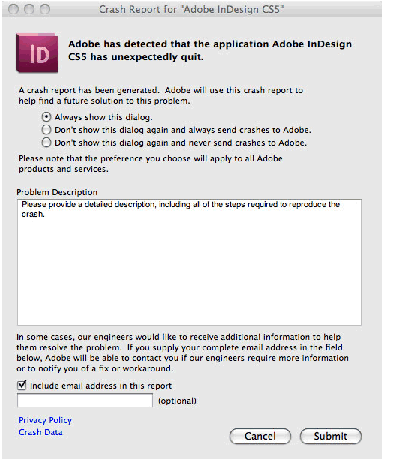 Crash Report for "Adobe InDesign CS5"
ID
Adobe has detected that the application Adobe InDesign
CS5 has unexpectedly quit.
A crash report has been generated. Adobe will use this crash report to
help find a future solution to this problem.
Always show this dialog.
Don't show this dialog again and always send crashes to Adobe.
Don't show this dialog again and never send crashes to Adobe.
Please note that the preference you choose will apply to all Adobe
products and services.
Problem Description
Please provide a detailed description, including all of the steps required to reproduce the
crash.
In some cases, our engineers would like to receive additional information to help
them resolve the problem. If you supply your complete email address in the field
below, Adobe will be able to contact you if our engineers require more information
or to notify you of a fix or workaround.
Include email address in this report
(optional)
Privacy Policy
Crash Data
Cancel Submit